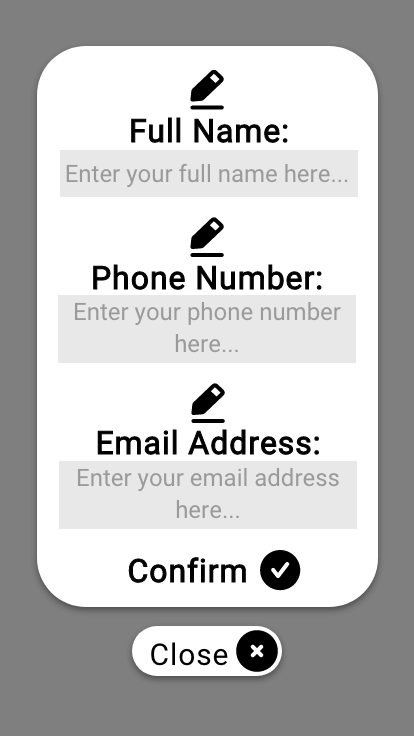 Full Name:
Enter your full name here...
Phone Number:
Enter your phone number
here...
Email Address:
Enter your email address
here...
Confirm
Close